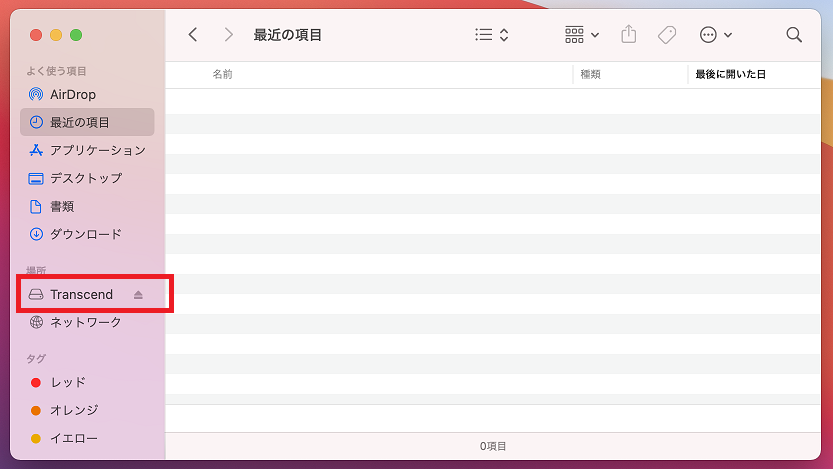 最近の項目
よく使う項目
AirDrop
最近の項目
アプリケーション
デスクトップ
書類
ダウンロード
場所
Transcend
ネットワーク
タグ
レッド
オレンジ
イエロー
名前 種類 最後に開いた日
0項目